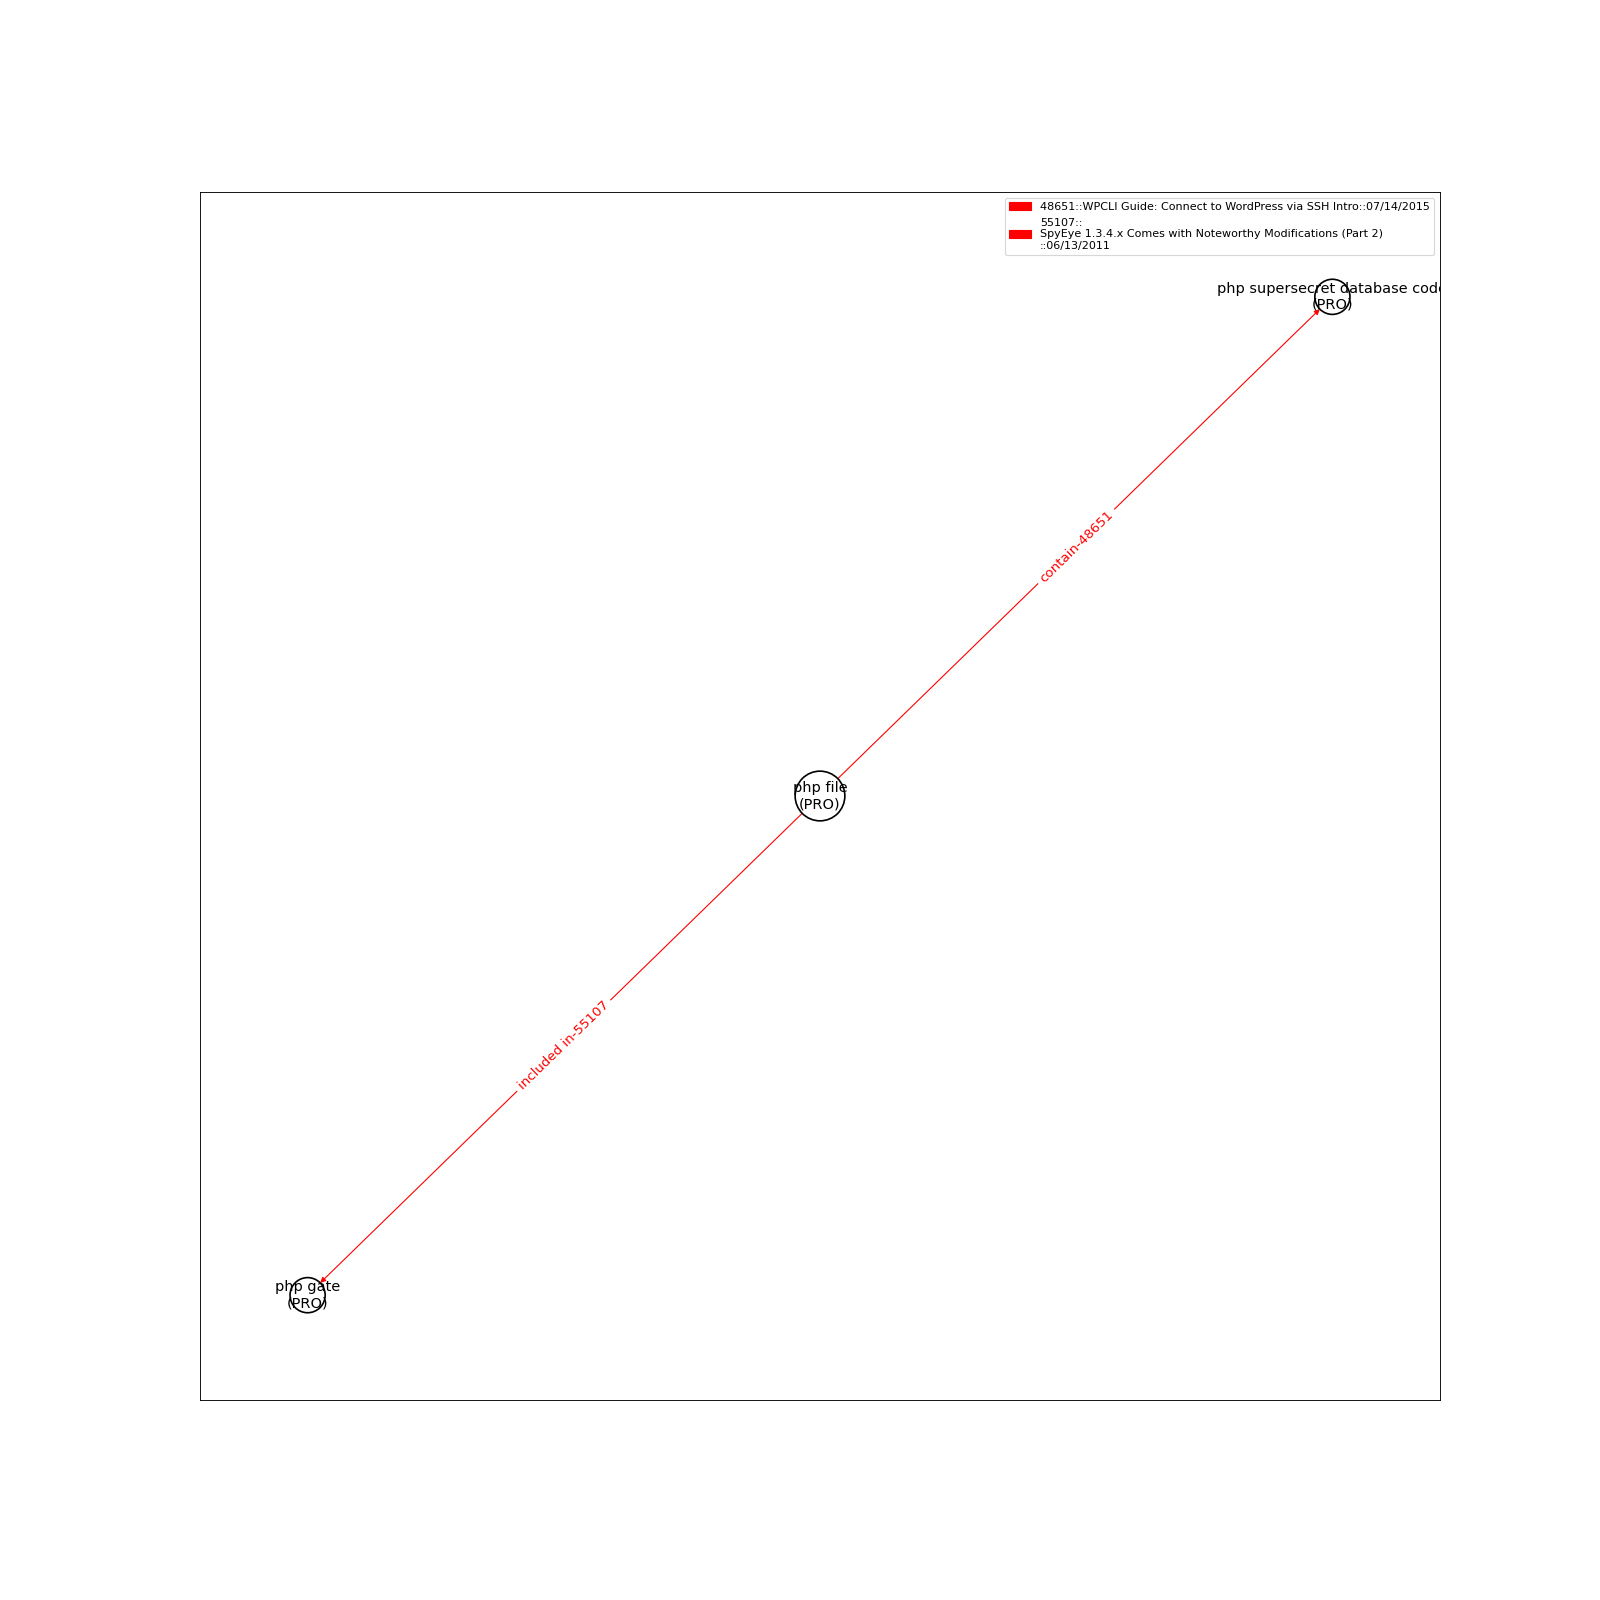 48651::WPCLI Guide: Connect to WordPress via SSH Intro::07/14/2015
55107::
SpyEye 1.3.4.x Comes with Noteworthy Modifications (Part 2)
::06/13/2011
php supersecret database code
(PRO)
contain-48651
php file
(PRO)
included in-55107
php gate
(PRO)